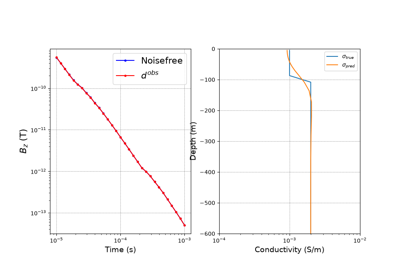 Noisefree
d^obs
B_z (T)
10⁻¹⁰
10⁻¹¹
10⁻¹²
10⁻¹³
10⁻⁵
10⁻⁴
10⁻³
Time (s)
σ_true
σ_pred
Depth (m)
0
−100
−200
−300
−400
−500
−600
10⁻⁴
10⁻³
10⁻²
Conductivity (S/m)